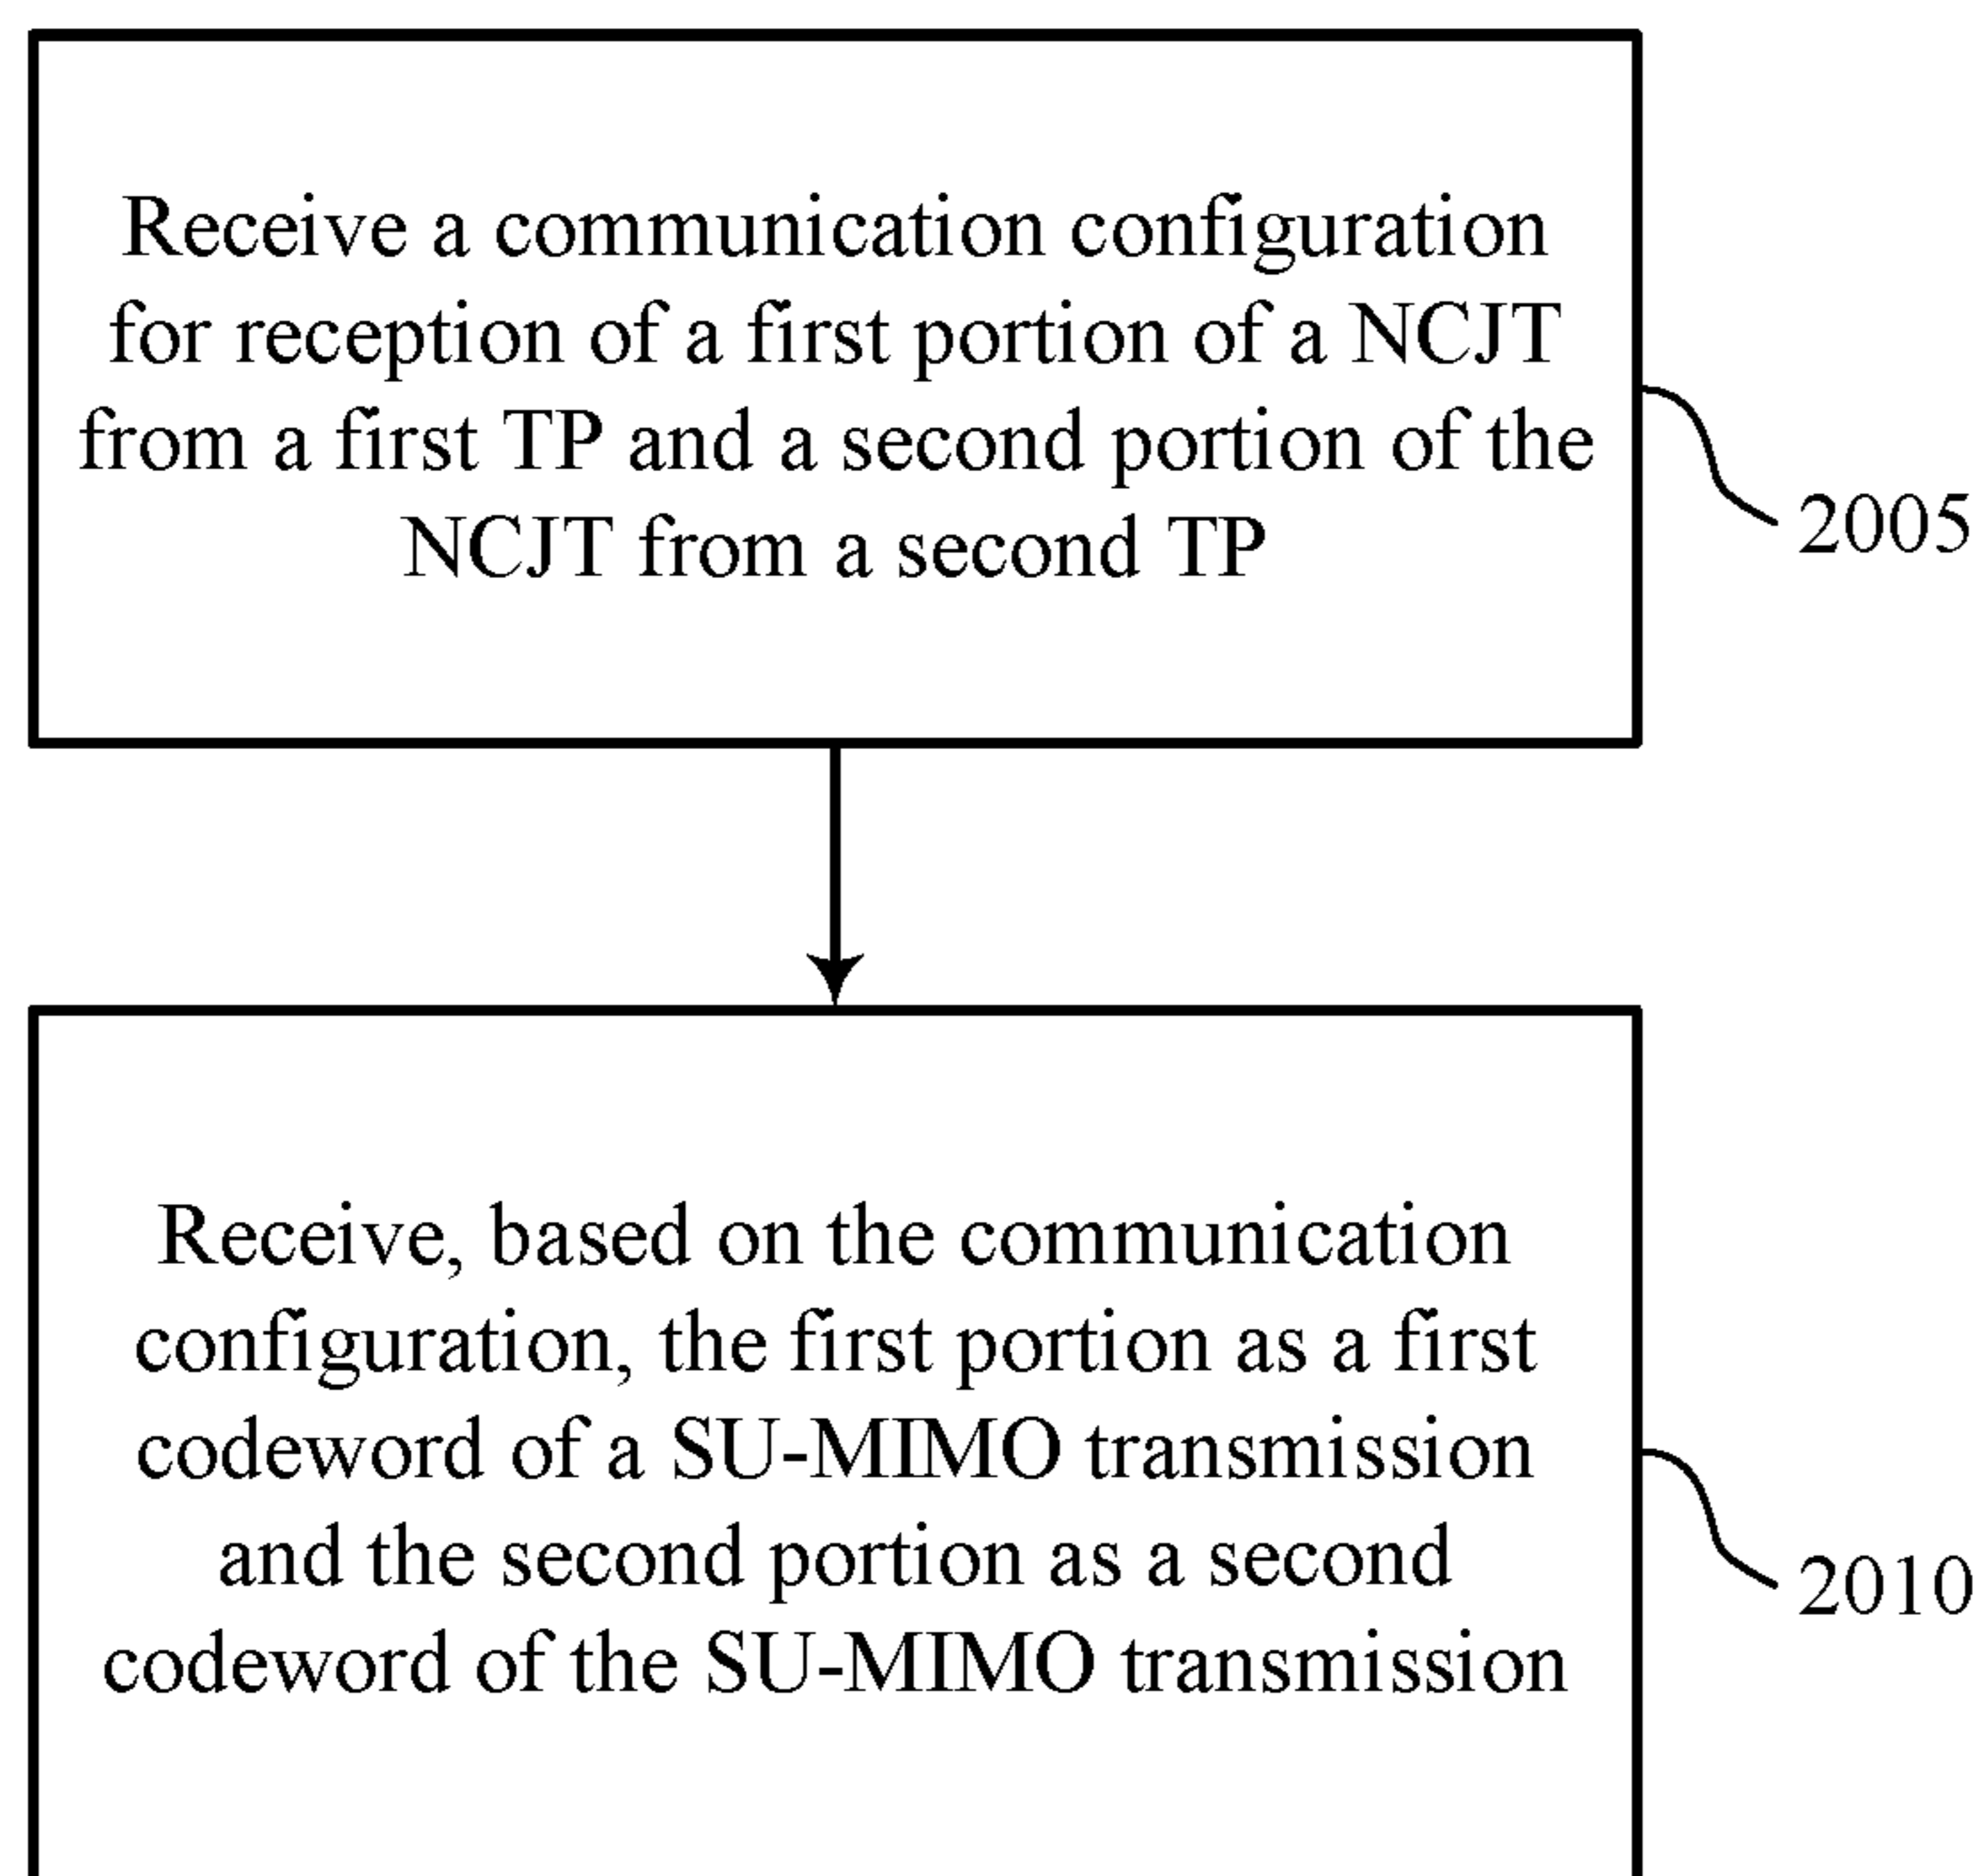 Receive a communication configuration
for reception of a first portion of a NCJT
from a first TP and a second portion of the
NCJT from a second TP
2005
Receive, based on the communication
configuration, the first portion as a first
codeword of a SU-MIMO transmission
and the second portion as a second
codeword of the SU-MIMO transmission
2010